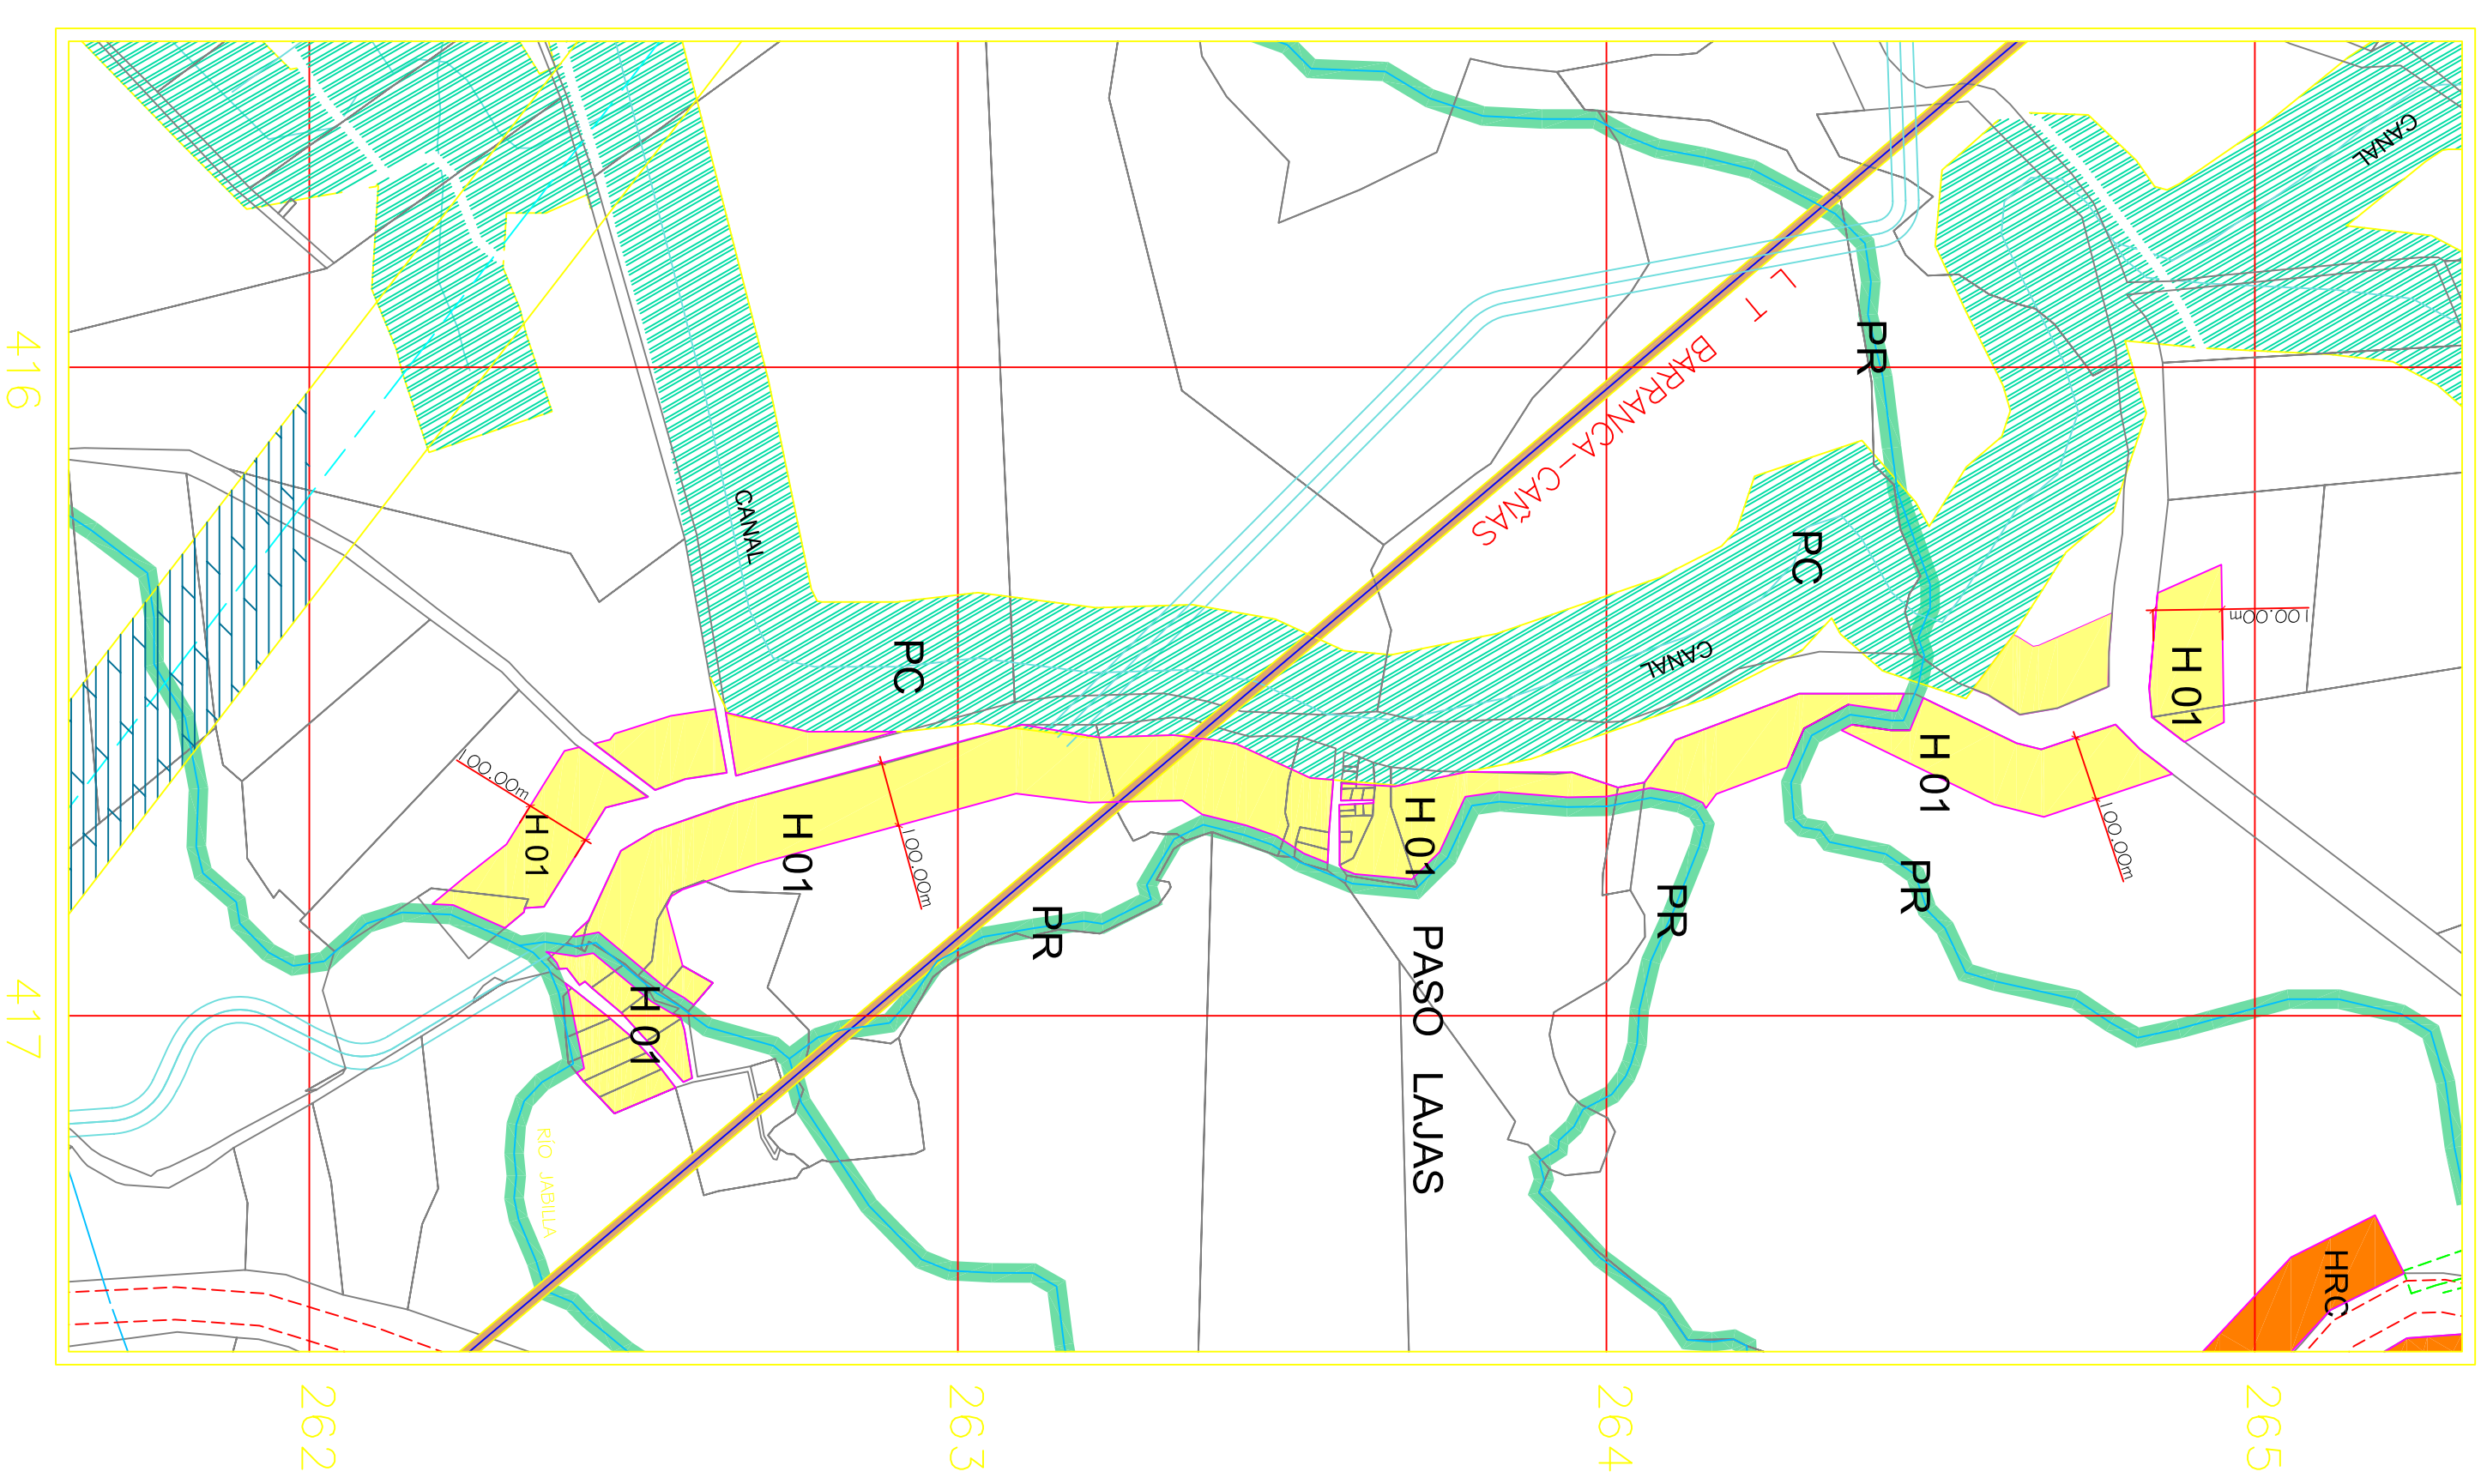 CANAL
L T
BARRANCA-CAÑAS
PR
416
CANAL
PC
100.00m
PC
CANAL
H 01
H 01
100.00m
100.00m
H 01
H 01
H 01
100.00m
PR
PR
PR
PASO LAJAS
417
H 01
RÍO JABILLA
HRC
262
263
264
265